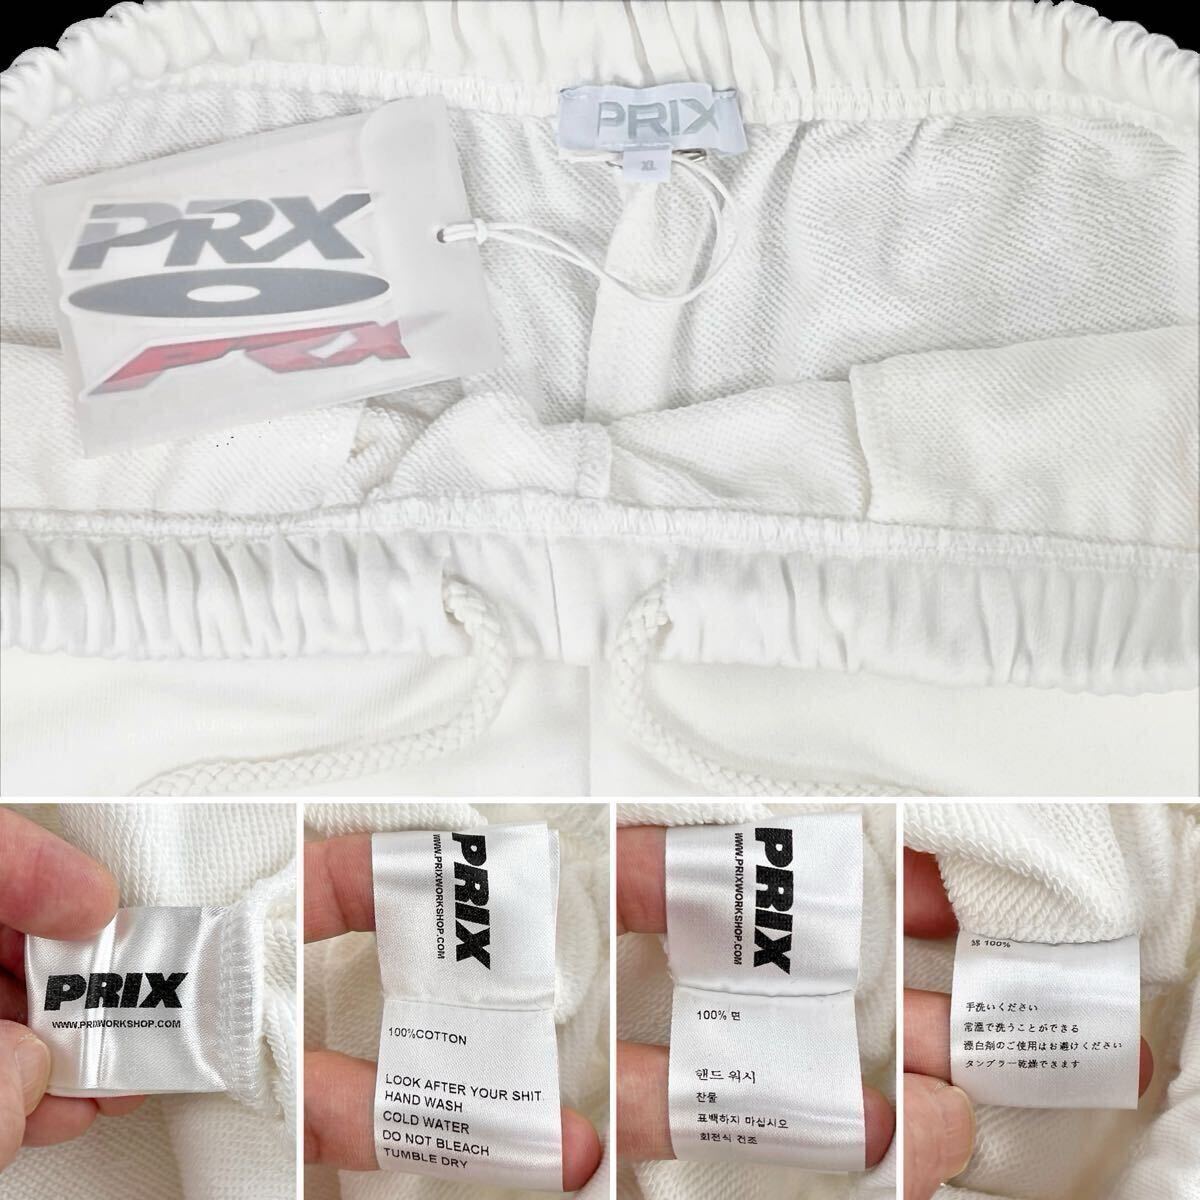 PRIX
XL
PRX
PRX
PRIX
WWW.PRIXWORKSHOP.COM
PRIX
WWW.PRIXWORKSHOP.COM
100%COTTON
LOOK AFTER YOUR SHIT.
HAND WASH
COLD WATER
DO NOT BLEACH
TUMBLE DRY
PRIX
WWW.PRIXWORKSHOP.COM
100% 면
핸드 워시
찬물
표백하지 마십시오
회전식 건조
綿 100%
手洗いください
常溫で洗うことができる
漂白剤のご使用はお避けください
タンブラー乾燥できます